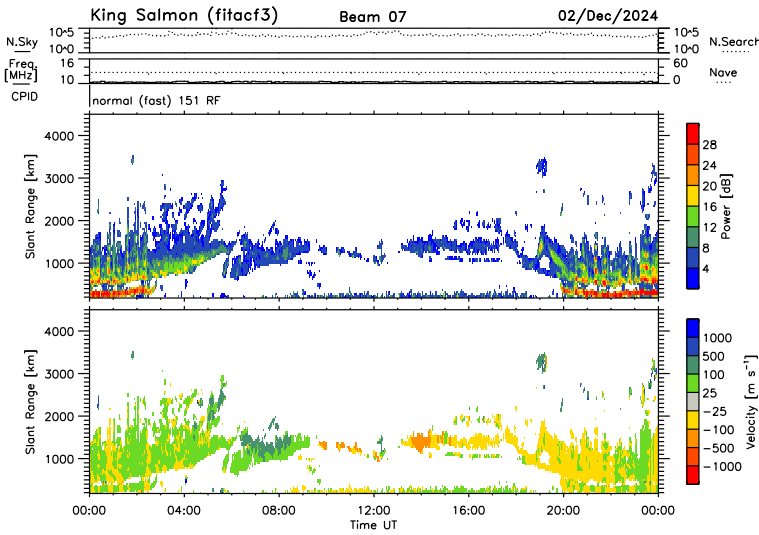 King Salmon (fitacf3) Beam 07 02/Dec/2024
N.Sky 10^5 10^0 10^5 10^0 N.Search
Freq. [MHz] 16 10 60 0 Nave
CPID normal (fast) 151 RF
Slant Range [km] 4000 3000 2000 1000
Power [dB] 28 24 20 16 12 8 4
Slant Range [km] 4000 3000 2000 1000
Velocity [m s⁻¹] 1000 500 100 25 −25 −100 −500 −1000
00:00 04:00 08:00 12:00 16:00 20:00 00:00
Time UT